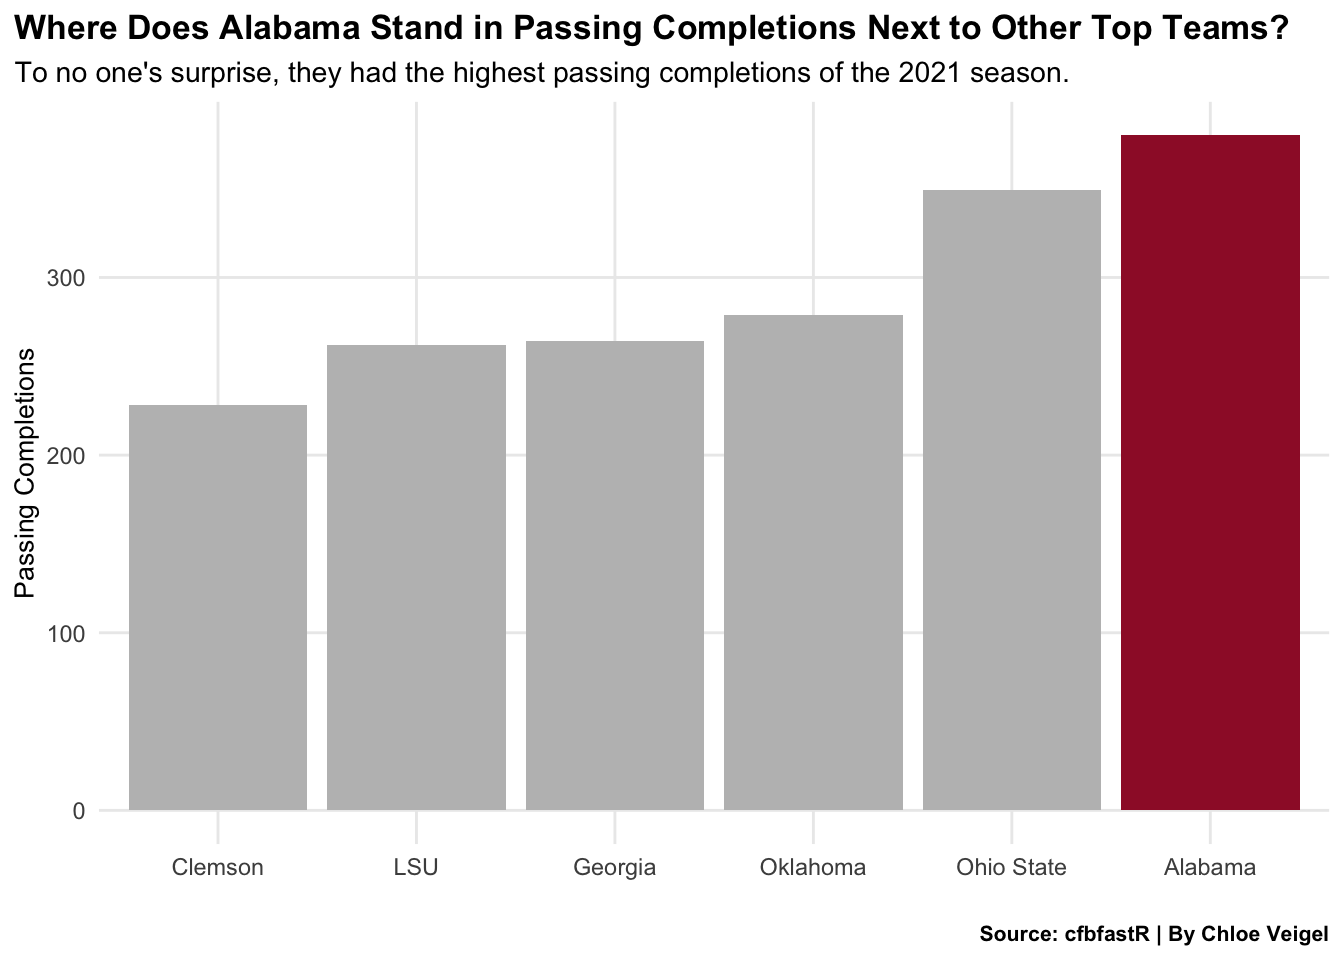 Where Does Alabama Stand in Passing Completions Next to Other Top Teams?
To no one's surprise, they had the highest passing completions of the 2021 season.
Passing Completions
300
200
100
0
Clemson LSU Georgia Oklahoma Ohio State Alabama
Source: cfbfastR | By Chloe Veigel